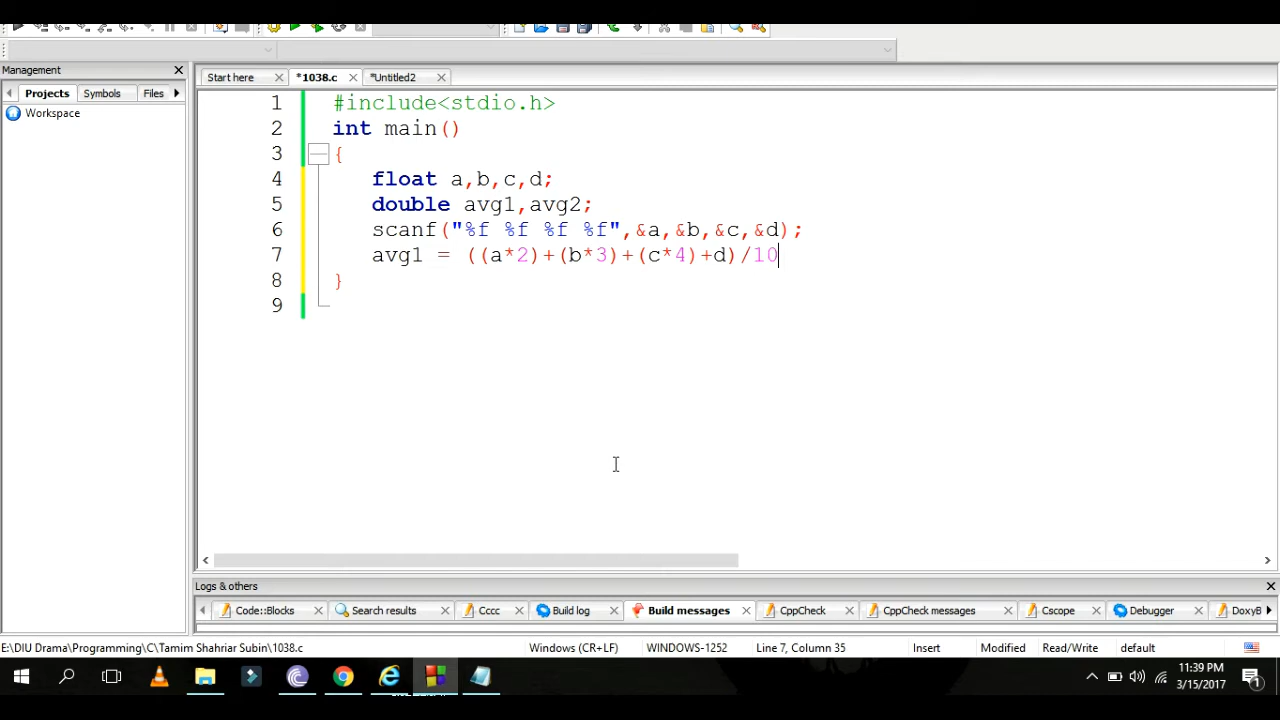 Management
Start here *1038.c *Untitled2
Projects Symbols Files
Workspace
1 #include<stdio.h>
2 int main()
3 {
4 float a,b,c,d;
5 double avg1,avg2;
6 scanf("%f %f %f %f",&a,&b,&c,&d);
7 avg1 = ((a*2)+(b*3)+(c*4)+d)/10
8 }
9
Logs & others
Code::Blocks Search results Cccc Build log Build messages CppCheck CppCheck messages Cscope Debugger DoxyB
E:\DIU Drama\Programming\C\Tamim Shahriar Subin\1038.c Windows (CR+LF) WINDOWS-1252 Line 7, Column 35 Insert Modified Read/Write default
11:39 PM
3/15/2017